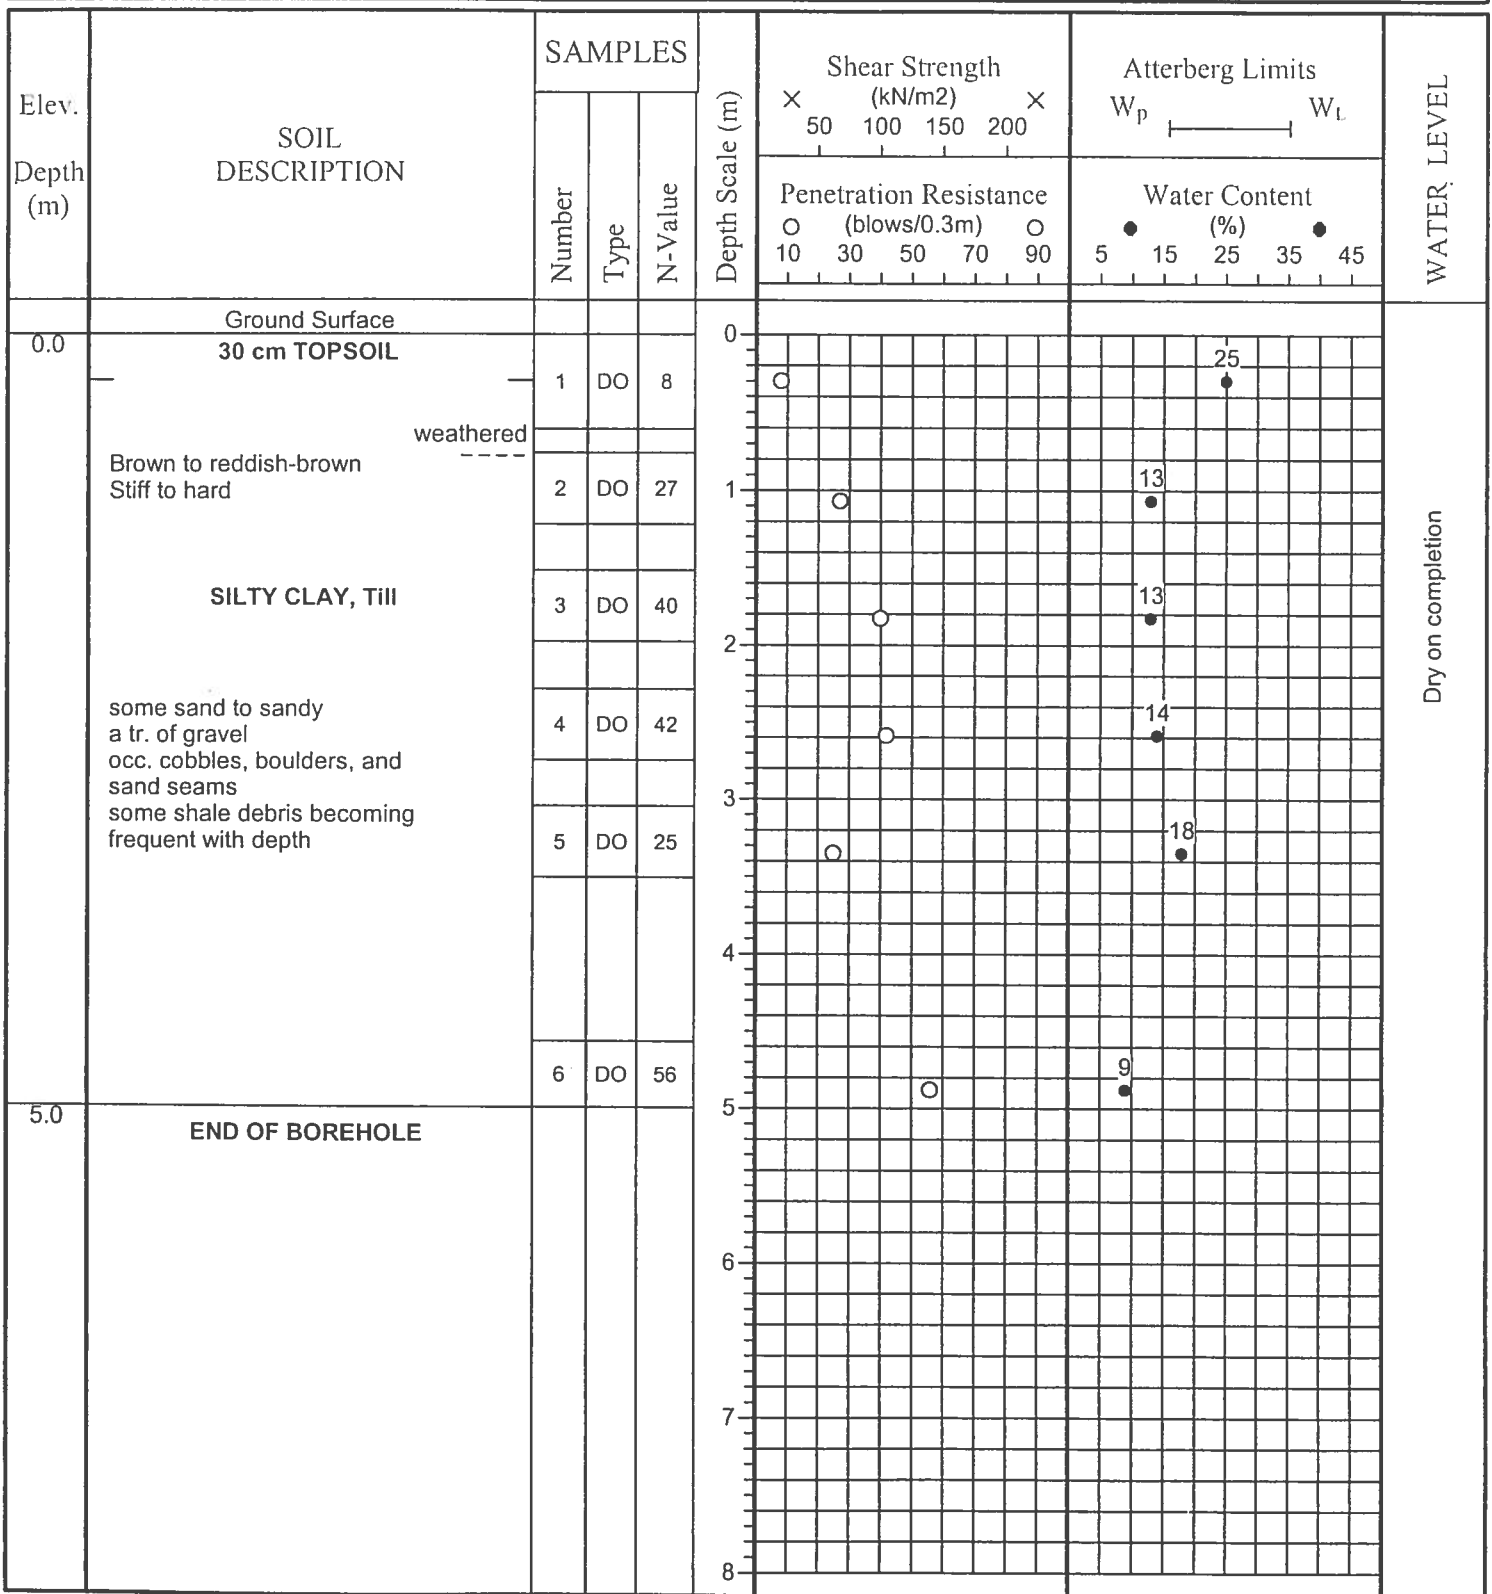 Elev.
Depth
(m)
SOIL
DESCRIPTION
SAMPLES
Number
Type
N-Value
Depth Scale (m)
Shear Strength
× (kN/m2) ×
50 100 150 200
Penetration Resistance
(blows/0.3m)
10 30 50 70 90
Atterberg Limits
Wp WL
Water Content
(%)
5 15 25 35 45
WATER LEVEL
Ground Surface
0.0
30 cm TOPSOIL
1 DO 8
weathered
Brown to reddish-brown
Stiff to hard
2 DO 27
SILTY CLAY, Till
3 DO 40
some sand to sandy
a tr. of gravel
occ. cobbles, boulders, and
sand seams
some shale debris becoming
frequent with depth
4 DO 42
5 DO 25
6 DO 56
5.0
END OF BOREHOLE
0
1
2
3
4
5
6
7
8
25
13
13
14
18
9
Dry on completion